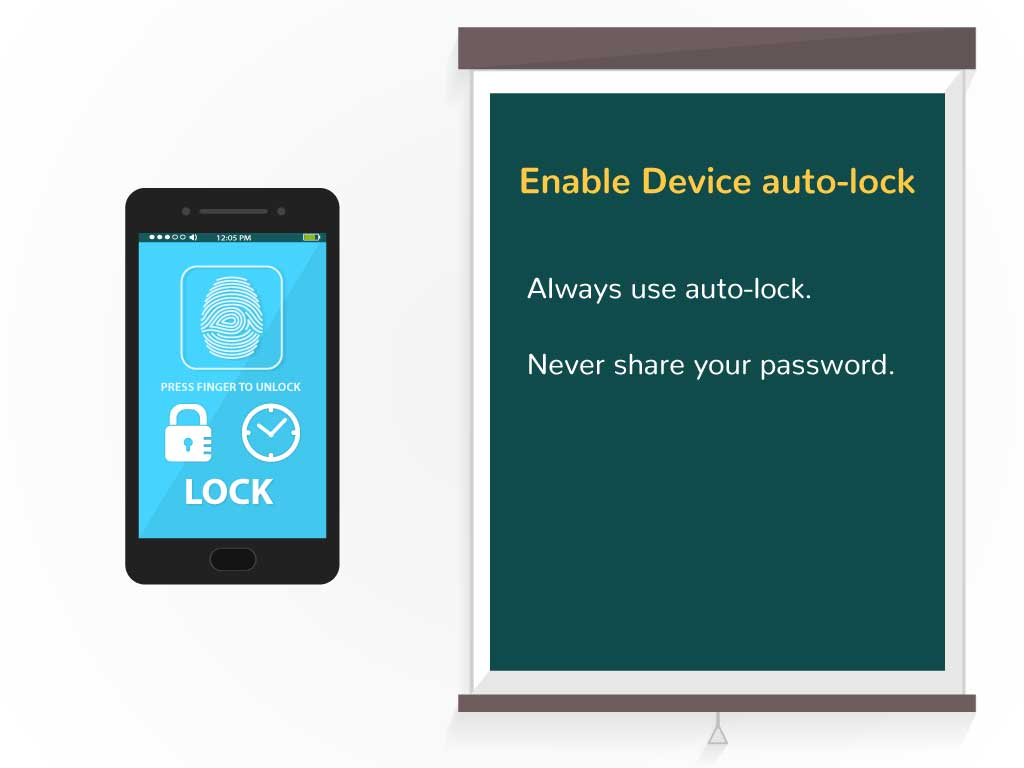 12:05 PM
PRESS FINGER TO UNLOCK
LOCK
Enable Device auto-lock
Always use auto-lock.
Never share your password.